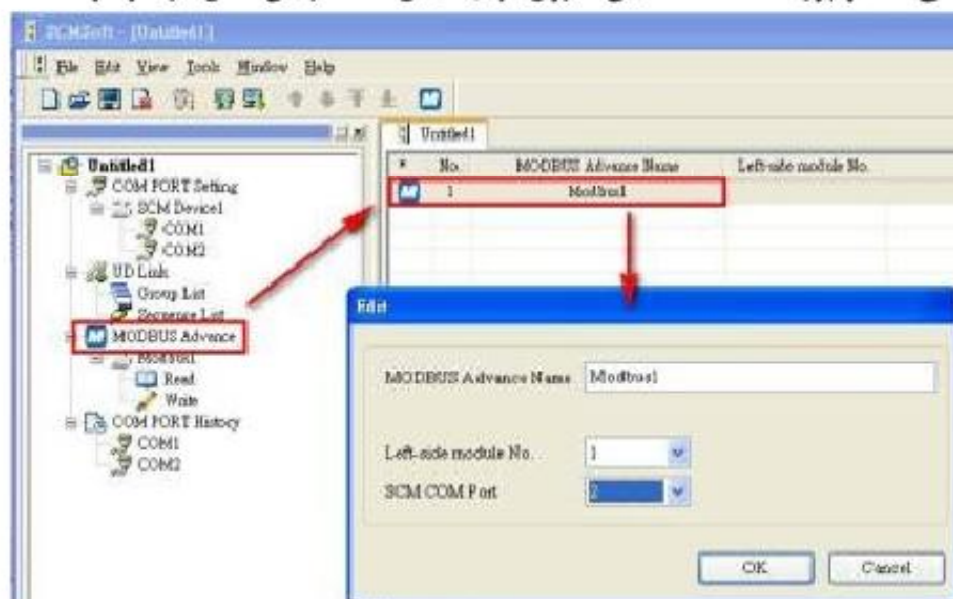 SCMSoft - [Untitled1]
File Edit View Tools Window Help
Untitled1
Untitled1
COM PORT Setting
SCM Device1
COM1
COM2
UD Link
Group List
Sequence List
MODBUS Advance
Modbus1
Read
Write
COM PORT History
COM1
COM2
* No. MODBUS Advance Name Left-side module No.
1 Modbus1
Edit
MODBUS Advance Name Modbus1
Left-side module No. 1
SCM COM Port 2
OK Cancel